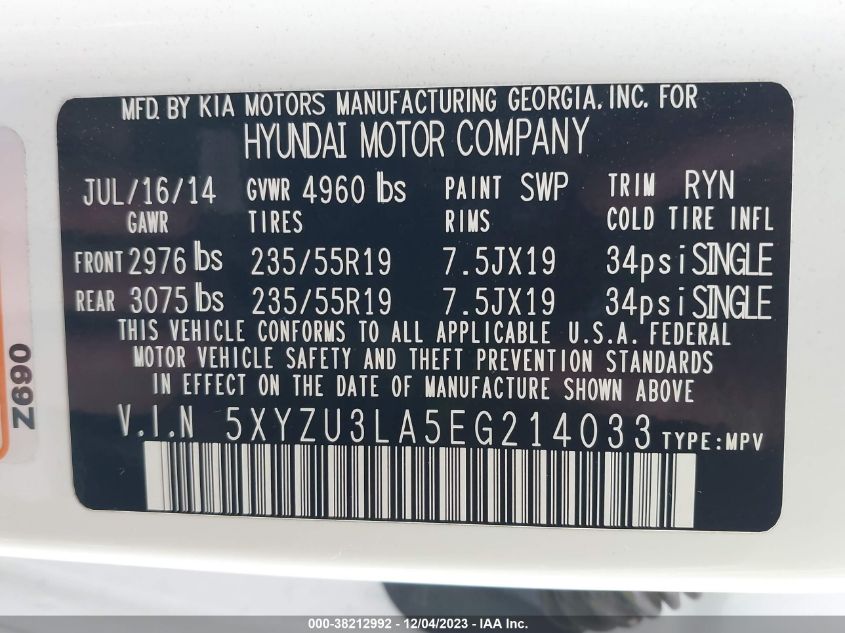 MFD. BY KIA MOTORS MANUFACTURING GEORGIA, INC. FOR
HYUNDAI MOTOR COMPANY
JUL/16/14 GVWR 4960 lbs PAINT SWP TRIM RYN
GAWR TIRES RIMS COLD TIRE INFL
FRONT 2976 lbs 235/55R19 7.5JX19 34psi SINGLE
REAR 3075 lbs 235/55R19 7.5JX19 34psi SINGLE
THIS VEHICLE CONFORMS TO ALL APPLICABLE U.S.A. FEDERAL
MOTOR VEHICLE SAFETY AND THEFT PREVENTION STANDARDS
IN EFFECT ON THE DATE OF MANUFACTURE SHOWN ABOVE
V.I.N 5XYZU3LA5EG214033 TYPE:MPV
Z690
000-38212992 - 12/04/2023 - IAA Inc.